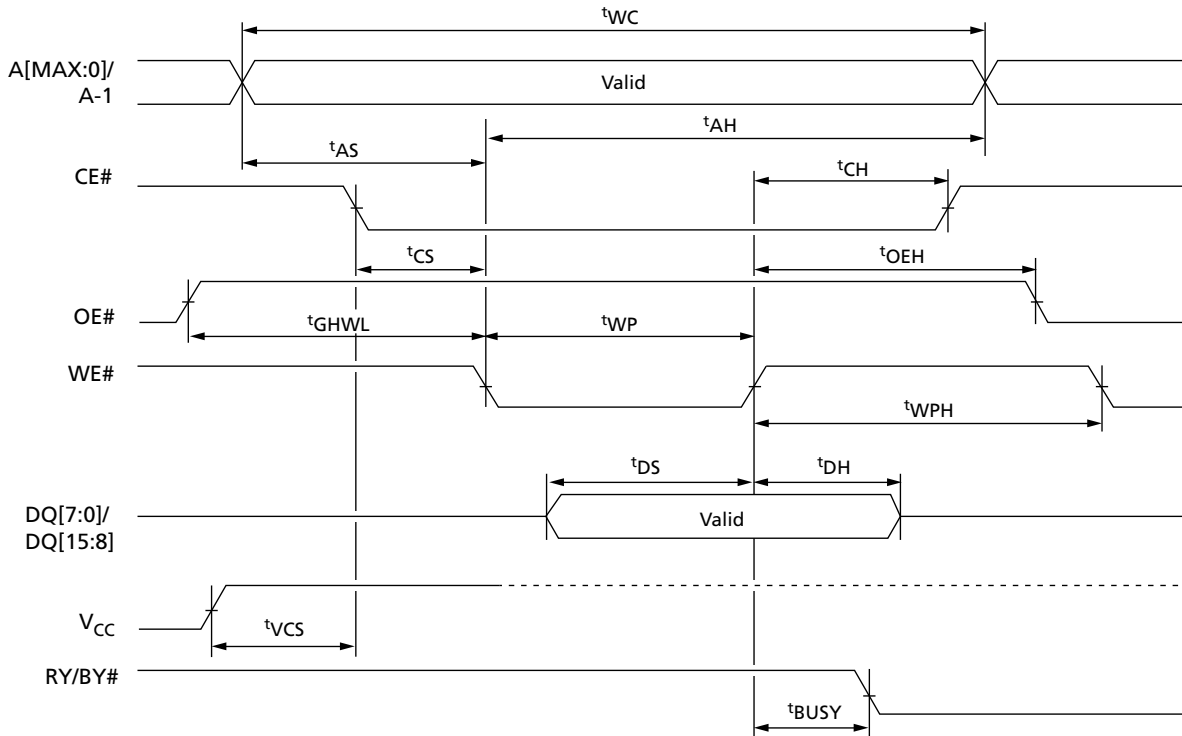 tWC
A[MAX:0]/
A-1
Valid
tAH
tAS
tCH
CE#
tCS
tOEH
OE#
tGHWL
tWP
WE#
tWPH
tDS
tDH
DQ[7:0]/
DQ[15:8]
Valid
VCC
tVCS
RY/BY#
tBUSY